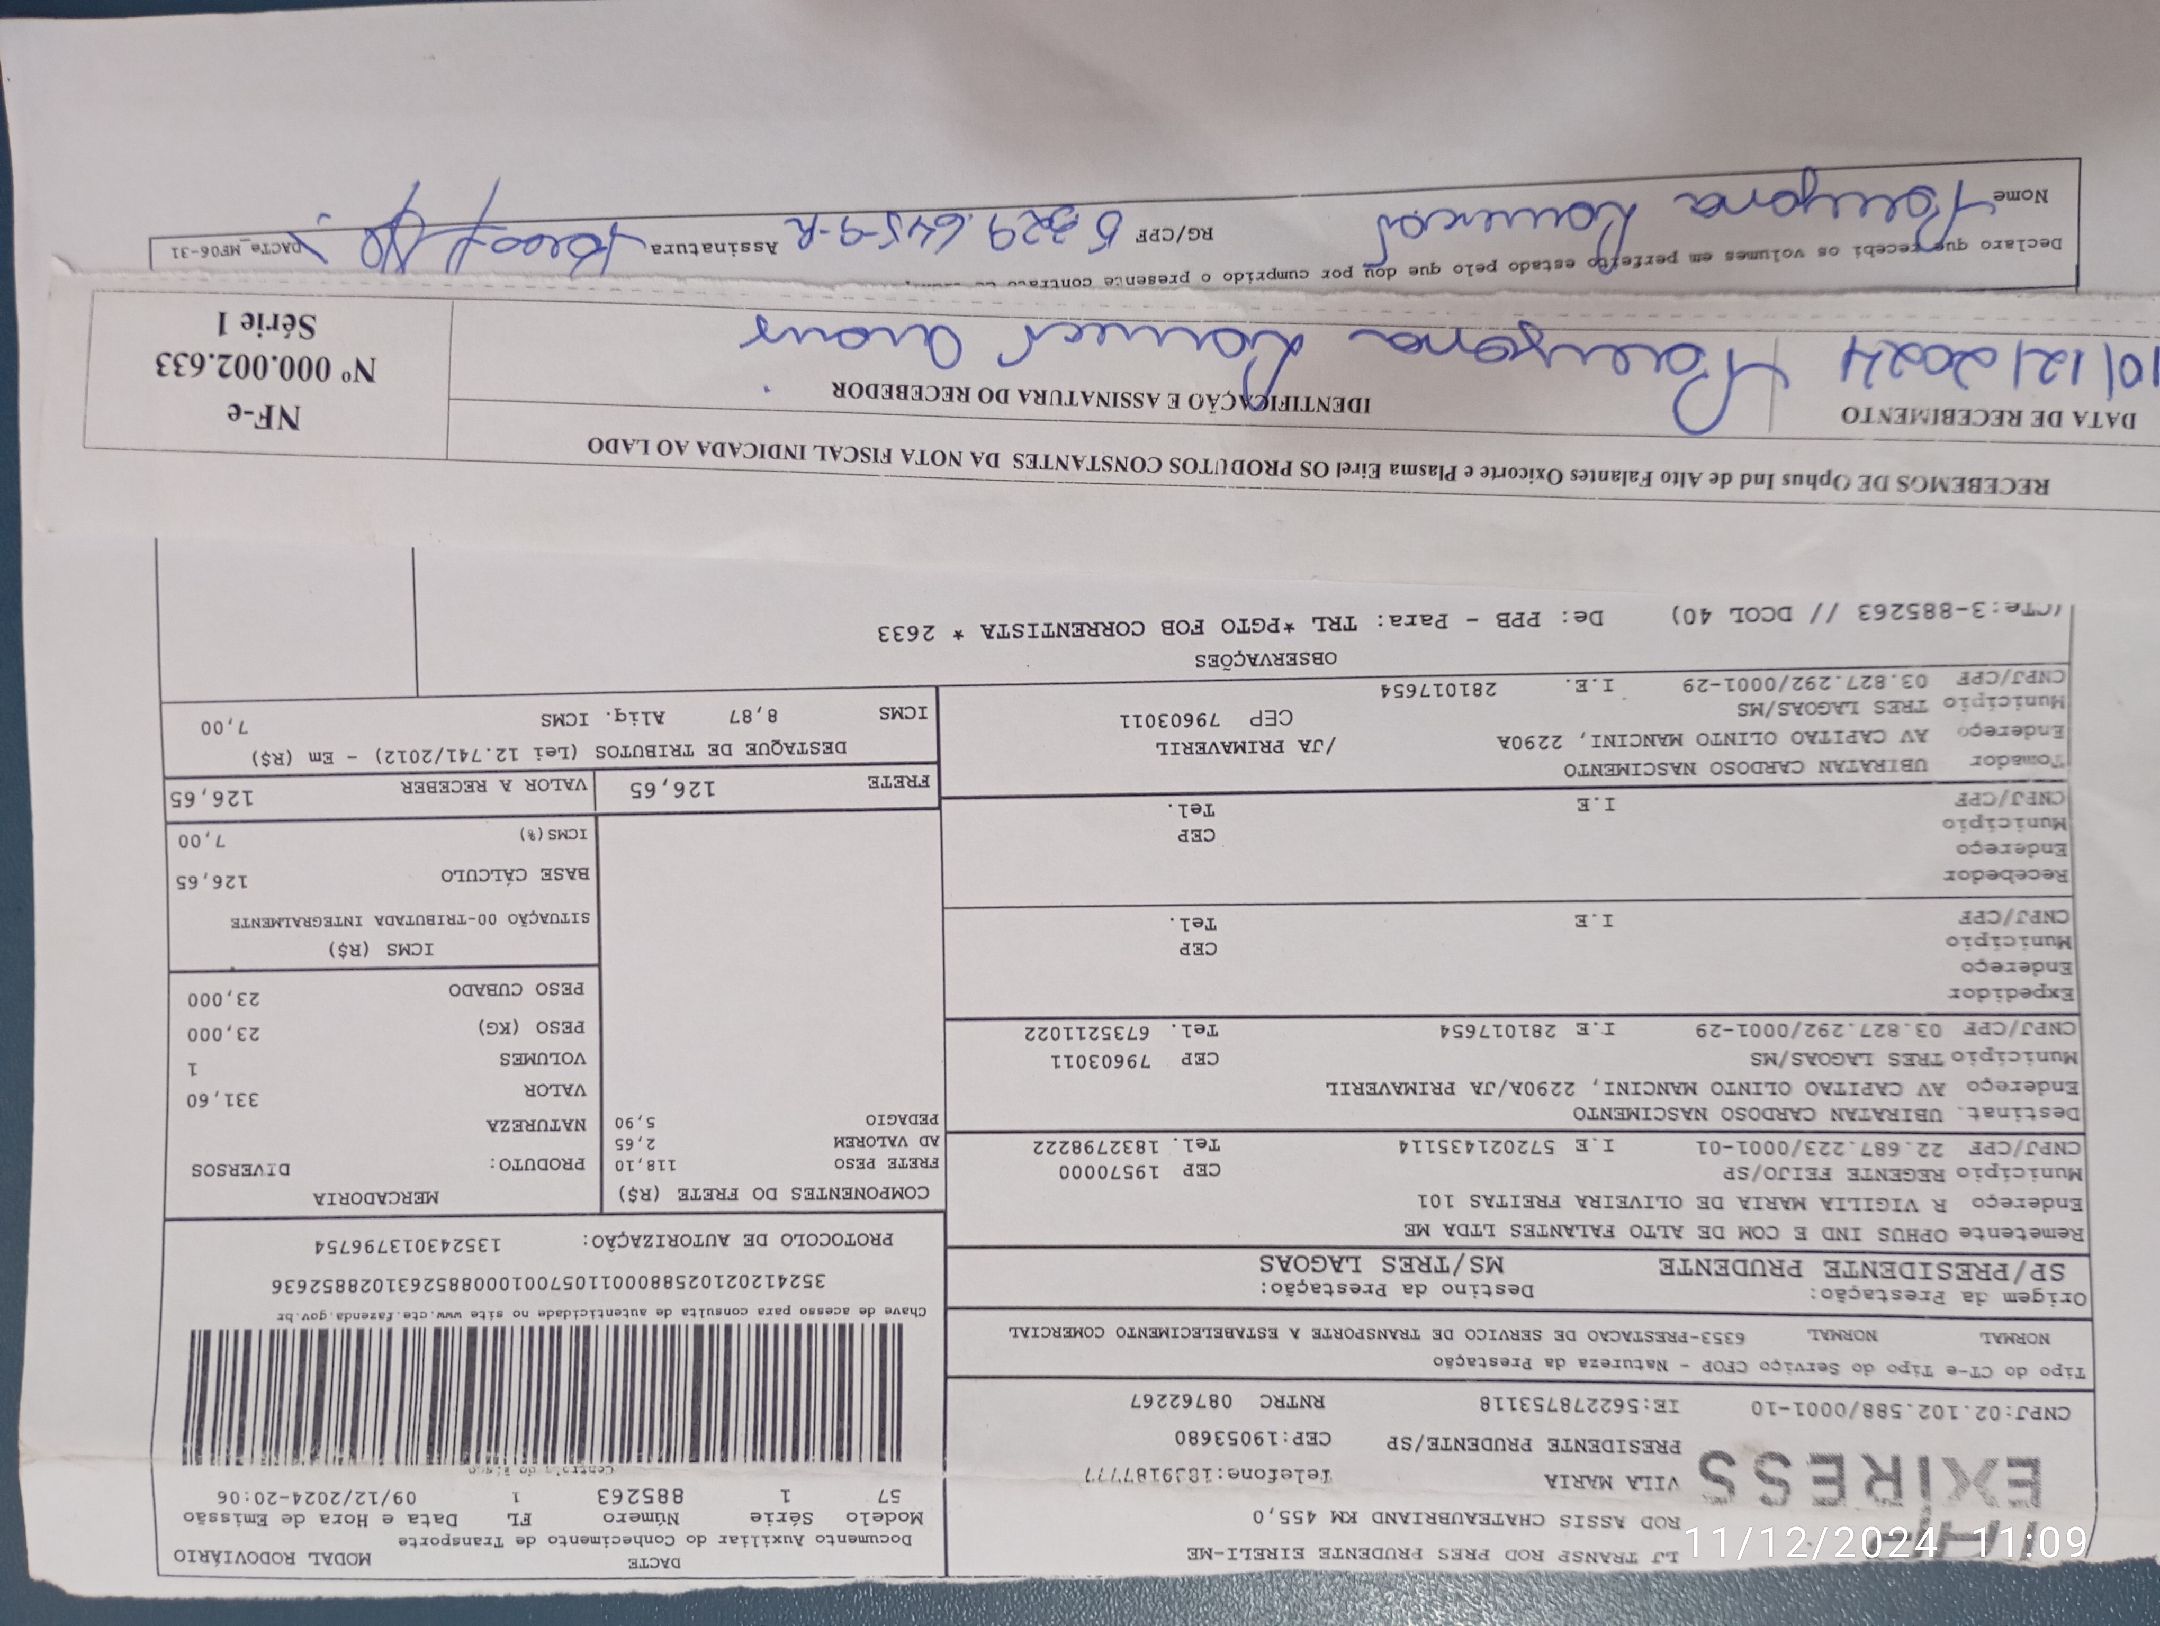 LJ TRANSP ROD PRES PRUDENTE EIRELI-ME
ROD ASSIS CHATEAUBRIAND KM 455,0
VILA MARIA Telefone:1839187777
PRESIDENTE PRUDENTE/SP CEP:19053680
CNPJ:02.102.588/0001-10 IE:562278753118 RNTRC 08762267
DACTE MODAL RODOVIÁRIO
Documento Auxiliar do Conhecimento de Transporte
Modelo Série Número FL Data e Hora de Emissão
57 1 885263 1 09/12/2024-20:06
Tipo do CT-e Tipo do Serviço CFOP - Natureza da Prestação
NORMAL NORMAL 6353-PRESTACAO DE SERVICO DE TRANSPORTE A ESTABELECIMENTO COMERCIAL
Chave de acesso para consulta de autenticidade no site www.cte.fazenda.gov.br
35241202102588000110570010008852631028852636
PROTOCOLO DE AUTORIZAÇÃO: 135243013796754
Origem da Prestação: Destino da Prestação:
SP/PRESIDENTE PRUDENTE MS/TRES LAGOAS
Remetente OPHUS IND E COM DE ALTO FALANTES LTDA ME
Endereço R VIGILIA MARIA DE OLIVEIRA FREITAS 101
Município REGENTE FEIJO/SP CEP 19570000
CNPJ/CPF 22.687.223/0001-01 I.E 572021435114 Tel. 1832798222
Destinat. UBIRATAN CARDOSO NASCIMENTO
Endereço AV CAPITAO OLINTO MANCINI, 2290A/JA PRIMAVERIL
Município TRES LAGOAS/MS CEP 79603011
CNPJ/CPF 03.827.292/0001-29 I.E 281017654 Tel. 6735211022
Expedidor
Endereço
Município CEP
CNPJ/CPF I.E Tel.
Recebedor
Endereço
Município CEP
CNPJ/CPF I.E Tel.
Tomador UBIRATAN CARDOSO NASCIMENTO
Endereço AV CAPITAO OLINTO MANCINI, 2290A /JA PRIMAVERIL
Município TRES LAGOAS/MS CEP 79603011
CNPJ/CPF 03.827.292/0001-29 I.E. 281017654
COMPONENTES DO FRETE (R$)
FRETE PESO 118,10
AD VALOREM 2,65
PEDAGIO 5,90
MERCADORIA
PRODUTO: DIVERSOS
NATUREZA
VALOR 331,60
VOLUMES 1
PESO (KG) 23,000
PESO CUBADO 23,000
ICMS (R$)
SITUAÇÃO 00-TRIBUTADA INTEGRALMENTE
BASE CÁLCULO 126,65
ICMS(%) 7,00
FRETE 126,65 VALOR A RECEBER 126,65
DESTAQUE DE TRIBUTOS (Lei 12.741/2012) - Em (R$)
ICMS 8,87 Aliq. ICMS 7,00
OBSERVAÇÕES
(CTe:3-885263 // DCOL 40) De: PPB - Para: TRL *PGTO FOB CORRENTISTA * 2633
RECEBEMOS DE Ophus Ind de Alto Falantes Oxicorte e Plasma Eirel OS PRODUTOS CONSTANTES DA NOTA FISCAL INDICADA AO LADO
DATA DE RECEBIMENTO IDENTIFICAÇÃO E ASSINATURA DO RECEBEDOR
10/12/2024
NF-e
Nº 000.002.633
Série 1
Declaro que recebi os volumes em perfeito estado pelo que dou por cumprido o presente contrato
Nome RG/CPF Assinatura
DACTe_MF06-31
11/12/2024 11:09